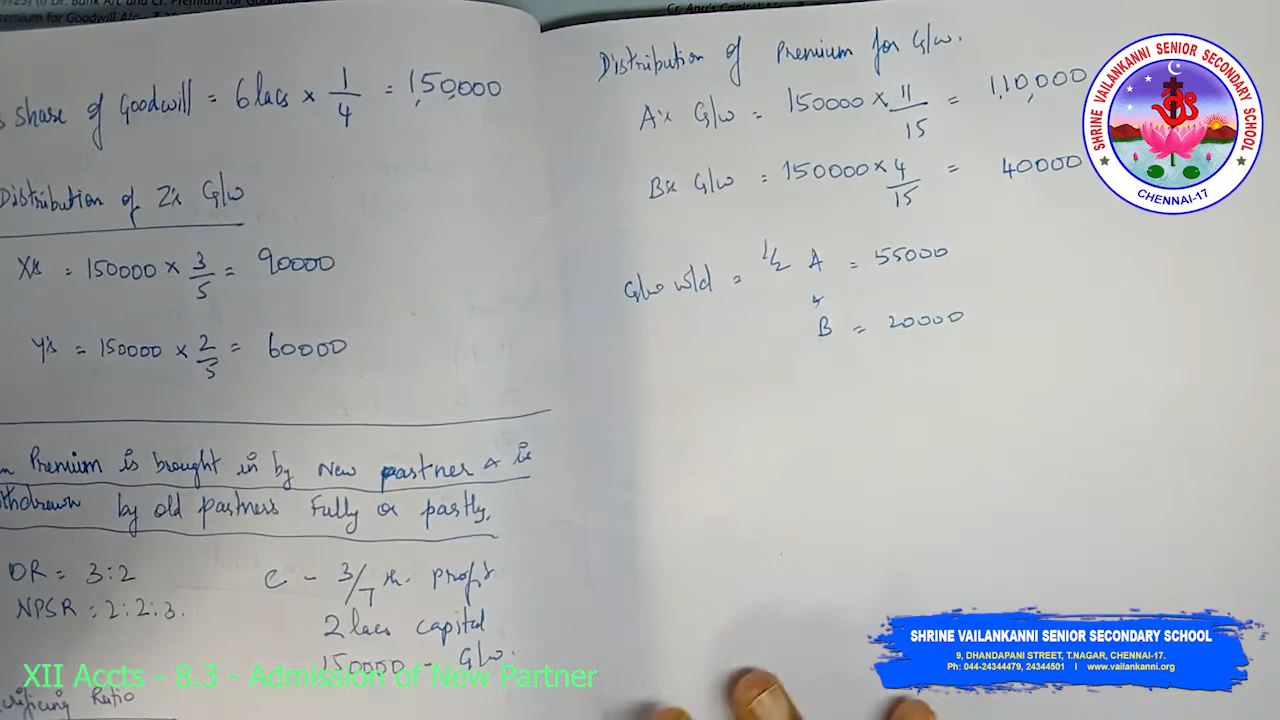 Share of Goodwill = 6 lacs × 1/4 = 1,50,000
Distribution of Z's G/w
X's = 150000 × 3/5 = 90000
Y's = 150000 × 2/5 = 60000
Premium is brought in by New partner & is
withdrawn by old partners Fully or partly.
OR = 3:2
NPSR = 2:2:3.
C - 3/7 th profit
2 lacs capital
150000 - G/w.
Ratio
Distribution of Premium for G/w.
A's G/w = 150000 × 11/15 = 1,10,000
B's G/w = 150000 × 4/15 = 40000
G/w w/d = 1/2 A = 55000
&
B = 20000
SHRINE VAILANKANNI SENIOR SECONDARY SCHOOL
CHENNAI-17
XII Accts - 8.3 - Admission of New Partner
SHRINE VAILANKANNI SENIOR SECONDARY SCHOOL
9, DHANDAPANI STREET, T.NAGAR, CHENNAI-17.
Ph: 044-24344479, 24344501 I www.vailankanni.org